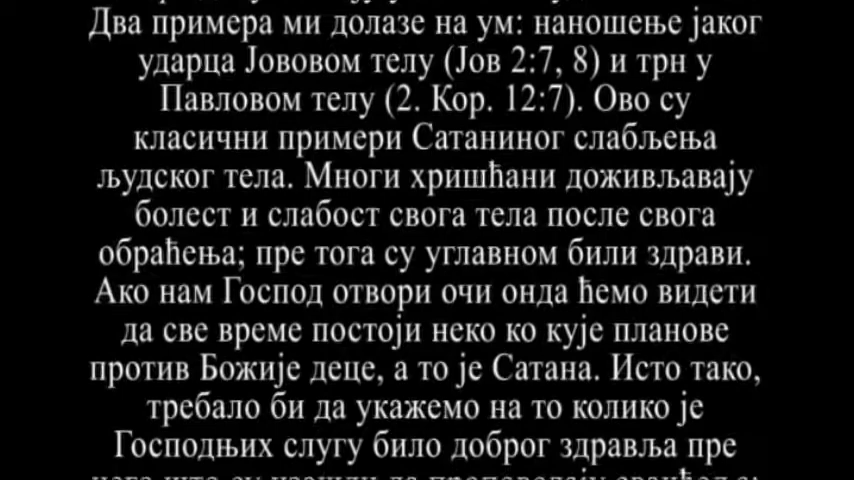 Два примера ми долазе на ум: наношење јаког
ударца Јововом телу (Јов 2:7, 8) и трн у
Павловом телу (2. Кор. 12:7). Ово су
класични примери Сатаниног слабљења
људског тела. Многи хришћани доживљавају
болест и слабост свога тела после свога
обраћења; пре тога су углавном били здрави.
Ако нам Господ отвори очи онда ћемо видети
да све време постоји неко ко кује планове
против Божије деце, а то је Сатана. Исто тако,
требало би да укажемо на то колико је
Господњих слугу било доброг здравља пре